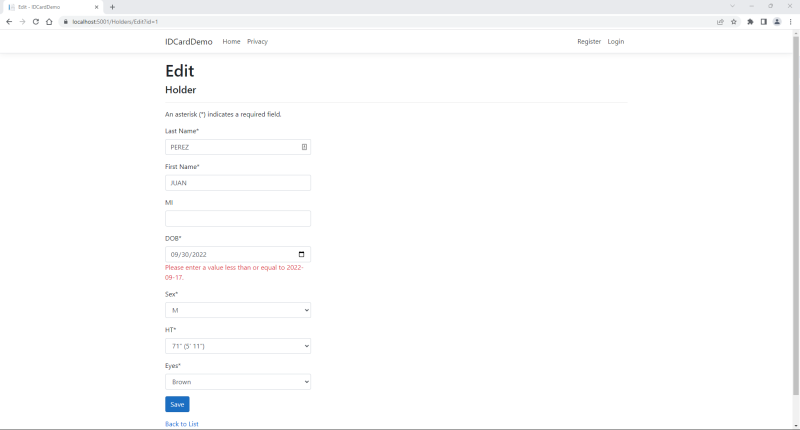 Edit - IDCardDemo
localhost:5001/Holders/Edit?id=1
IDCardDemo Home Privacy Register Login
Edit
Holder
An asterisk (*) indicates a required field.
Last Name*
PEREZ
First Name*
JUAN
MI
DOB*
09/30/2022
Please enter a value less than or equal to 2022-
09-17.
Sex*
M
HT*
71" (5' 11")
Eyes*
Brown
Save
Back to List